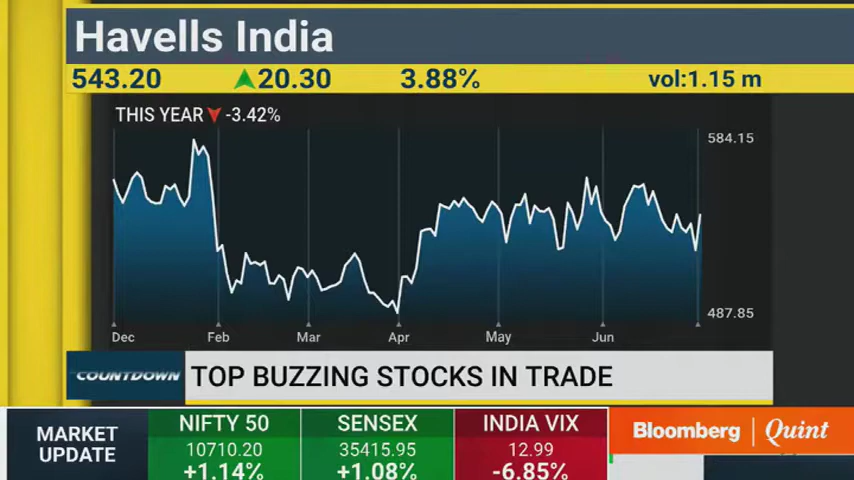 Havells India
543.20 20.30 3.88% vol:1.15 m
THIS YEAR -3.42%
584.15
487.85
Dec Feb Mar Apr May Jun
COUNTDOWN TOP BUZZING STOCKS IN TRADE
MARKET UPDATE
NIFTY 50
10710.20
+1.14%
SENSEX
35415.95
+1.08%
INDIA VIX
12.99
-6.85%
Bloomberg | Quint